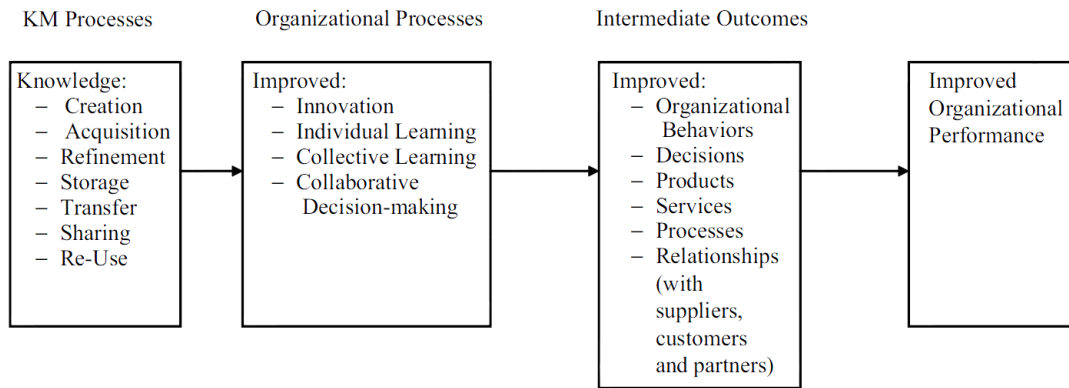 KM Processes
Organizational Processes
Intermediate Outcomes
Knowledge:
– Creation
– Acquisition
– Refinement
– Storage
– Transfer
– Sharing
– Re-Use
Improved:
– Innovation
– Individual Learning
– Collective Learning
– Collaborative
Decision-making
Improved:
– Organizational
Behaviors
– Decisions
– Products
– Services
– Processes
– Relationships
(with
suppliers,
customers
and partners)
Improved
Organizational
Performance